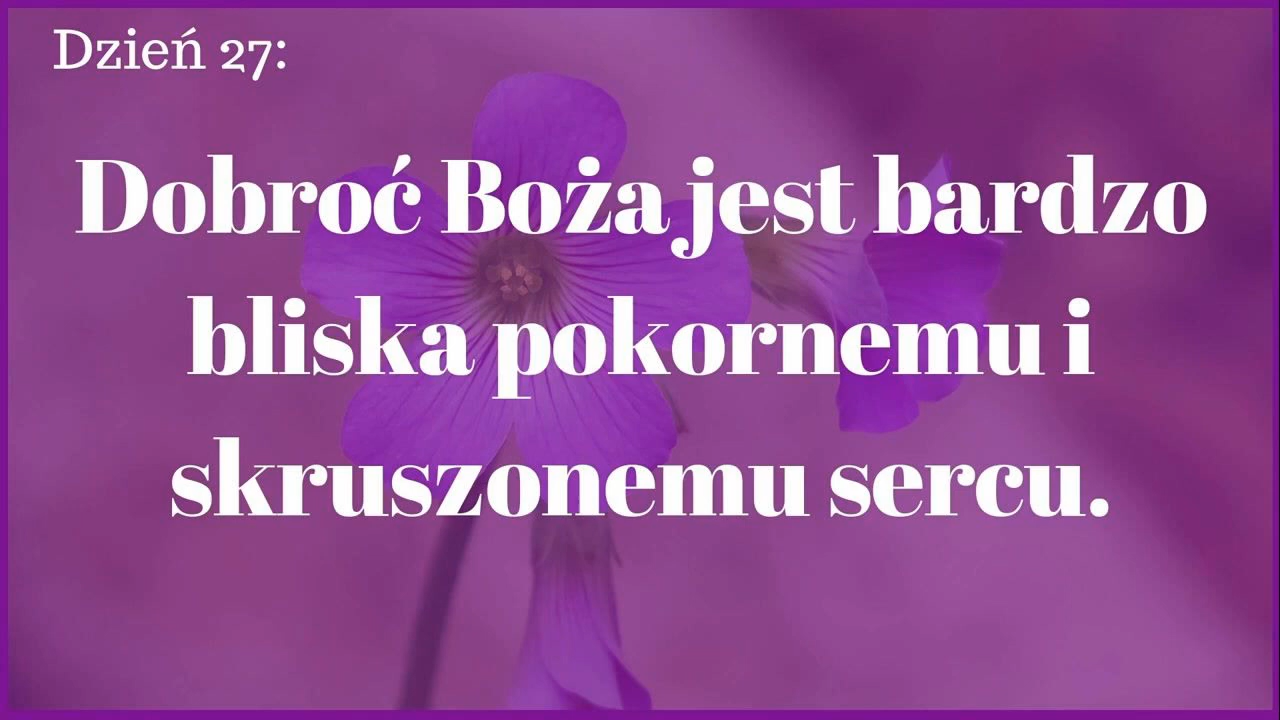 Dzień 27:
Dobroć Boża jest bardzo
bliska pokornemu i
skruszonemu sercu.